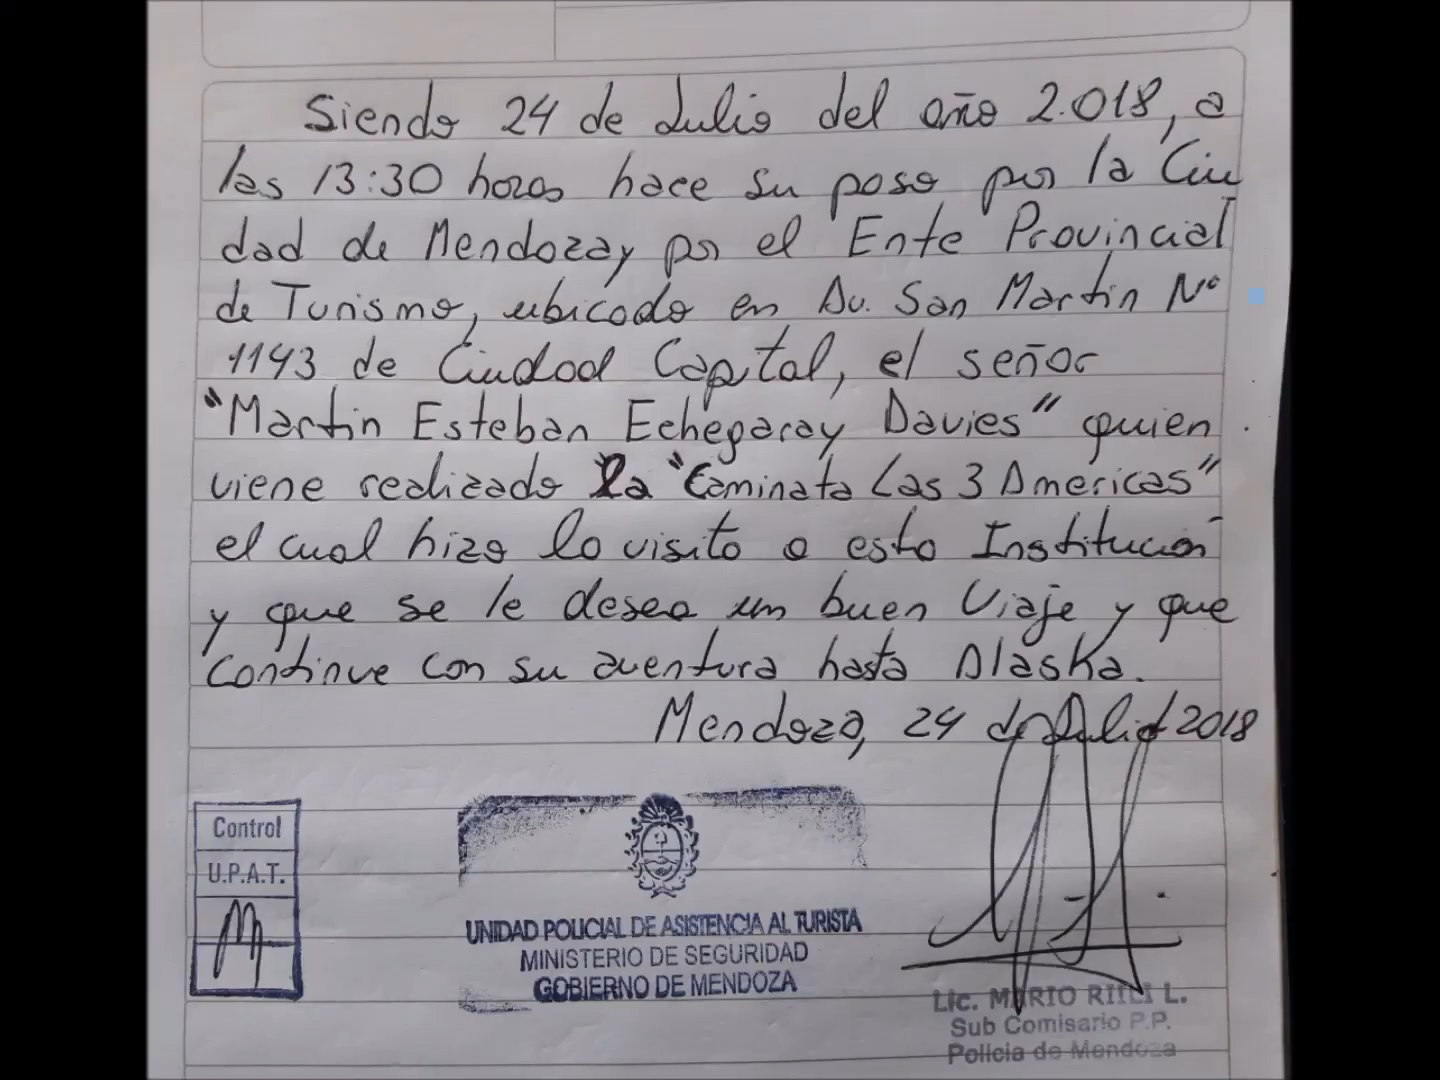 Siendo 24 de Julio del año 2.018, a
las 13:30 horas hace su paso por la Ciu
dad de Mendoza y por el Ente Provincial
de Turismo, ubicado en Av. San Martin Nº
1143 de Ciudad Capital, el señor
"Martin Esteban Echegaray Davies" quien
viene realizado la "Caminata Las 3 Americas"
el cual hizo la visita a esta Institución
y que se le desea un buen Viaje y que
continue con su aventura hasta Alaska.
Mendoza, 24 de Julio 2018
Control
U.P.A.T.
UNIDAD POLICIAL DE ASISTENCIA AL TURISTA
MINISTERIO DE SEGURIDAD
GOBIERNO DE MENDOZA
Lic. MARIO L.
Sub Comisario P.P.
Policia de Mendoza